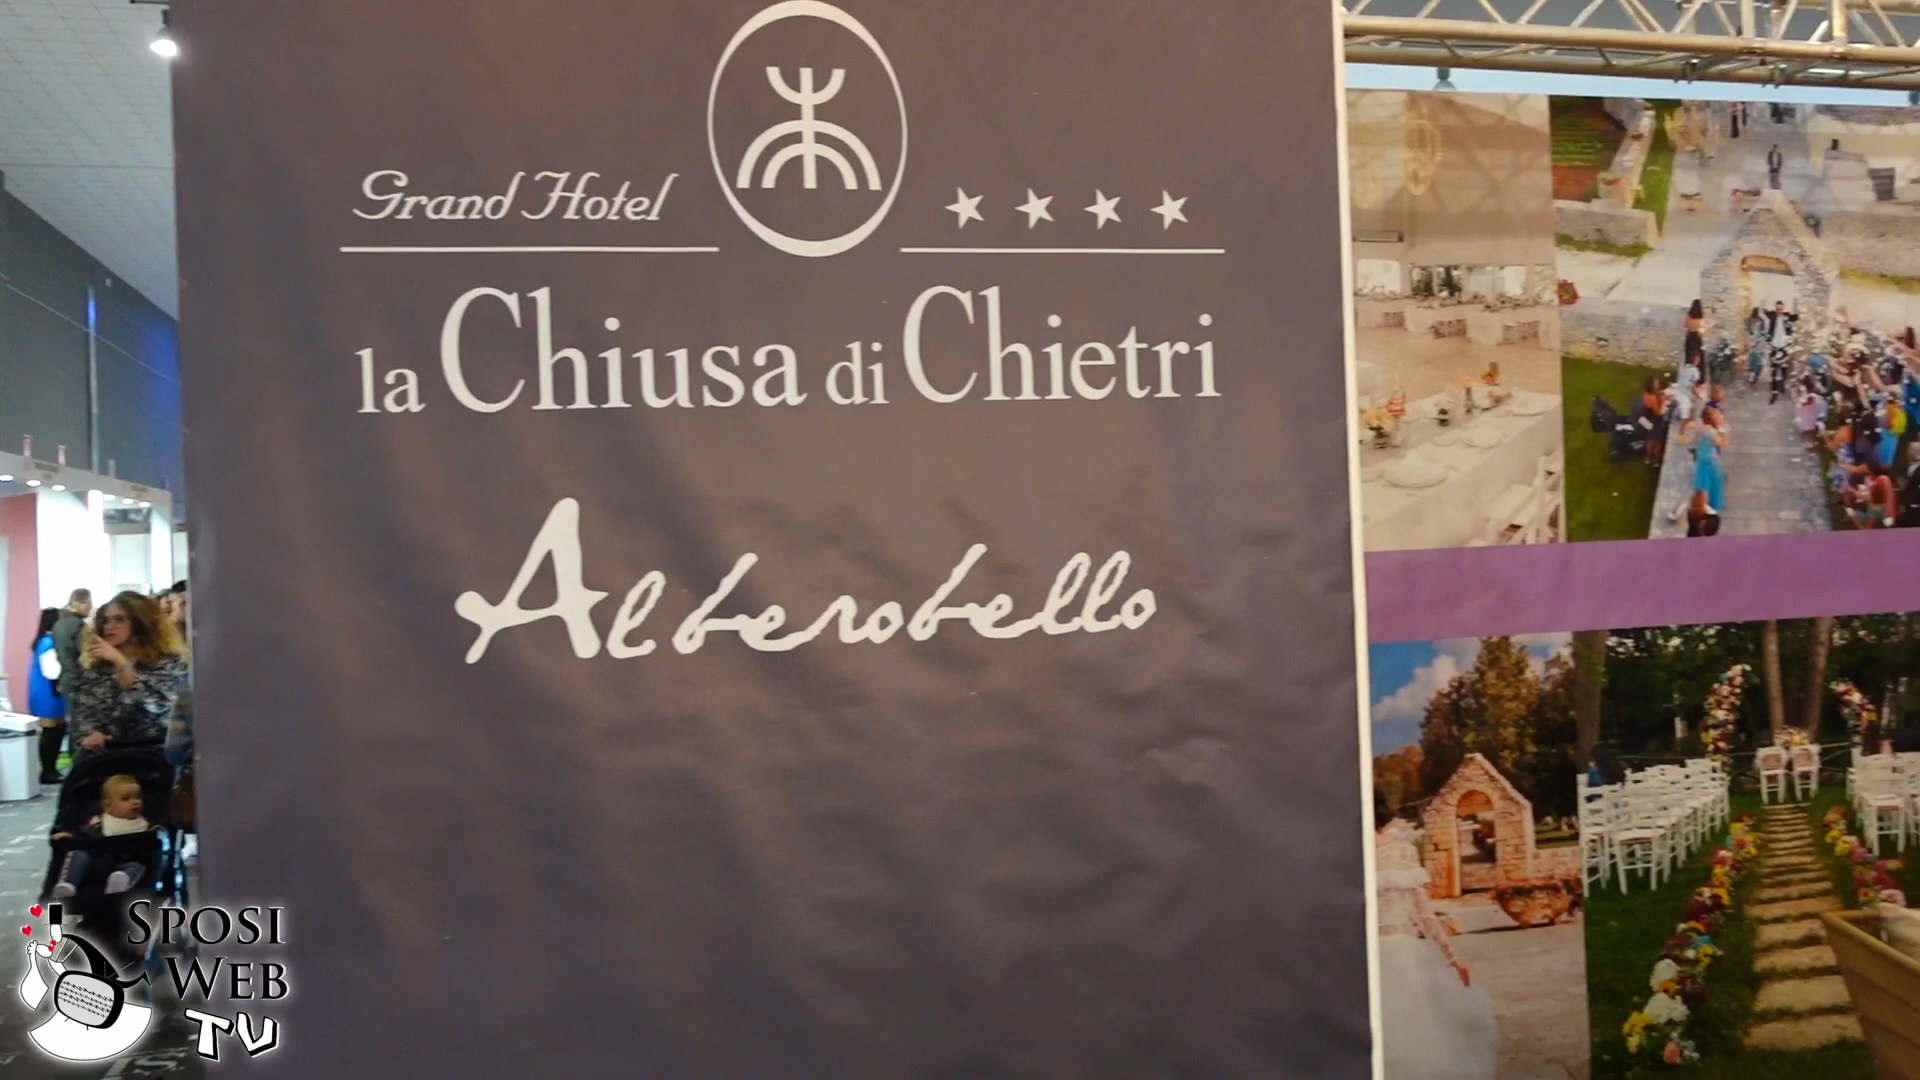 Grand Hotel
la Chiusa di Chietri
Alberobello
SPOSI
WEB
TV